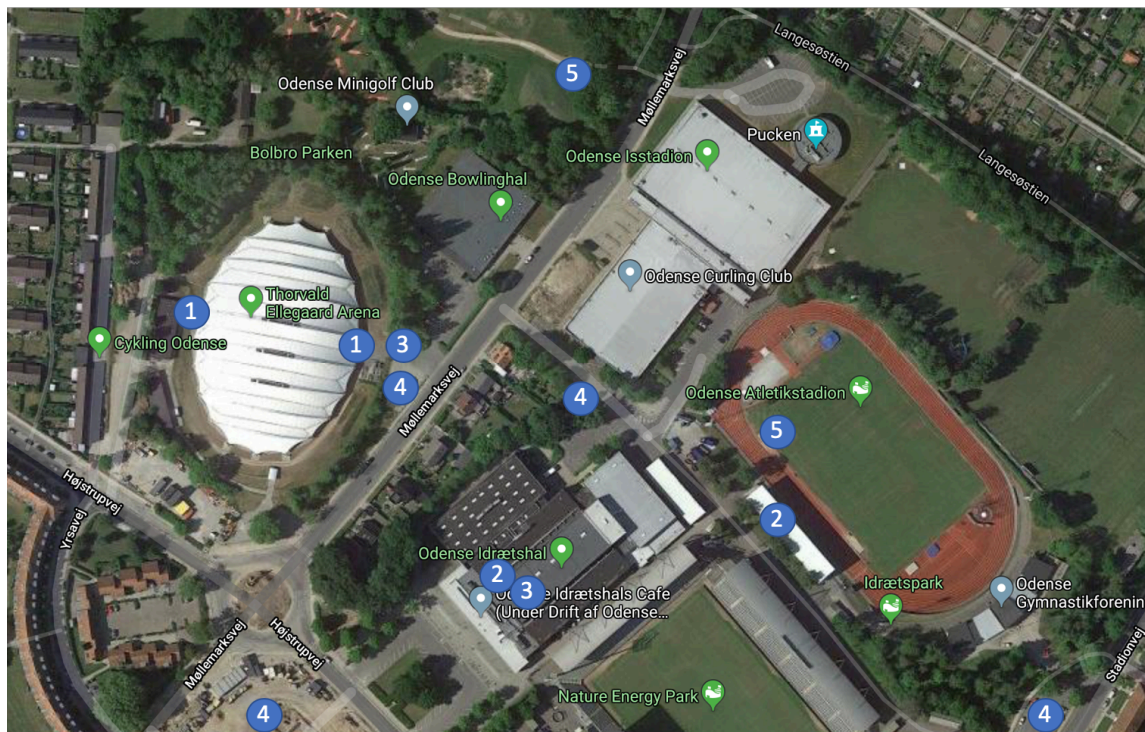 Langesøstien
Møllemarksvej
5
Odense Minigolf Club
Pucken
Bolbro Parken
Odense Isstadion
Langesøstien
Odense Bowlinghal
Odense Curling Club
1
Thorvald
Ellegaard Arena
Cykling Odense
1
3
4
Møllemarksvej
4
Odense Atletikstadion
5
Højstrupvej
Yrsavej
2
Odense Idrætshal
2
3
Odense Idrætshals Cafe
(Under Drift af Odense...
Idrætspark
Odense
Gymnastikforenin
Højstrupvej
Møllemarksvej
Stadionvej
Nature Energy Park
4
4